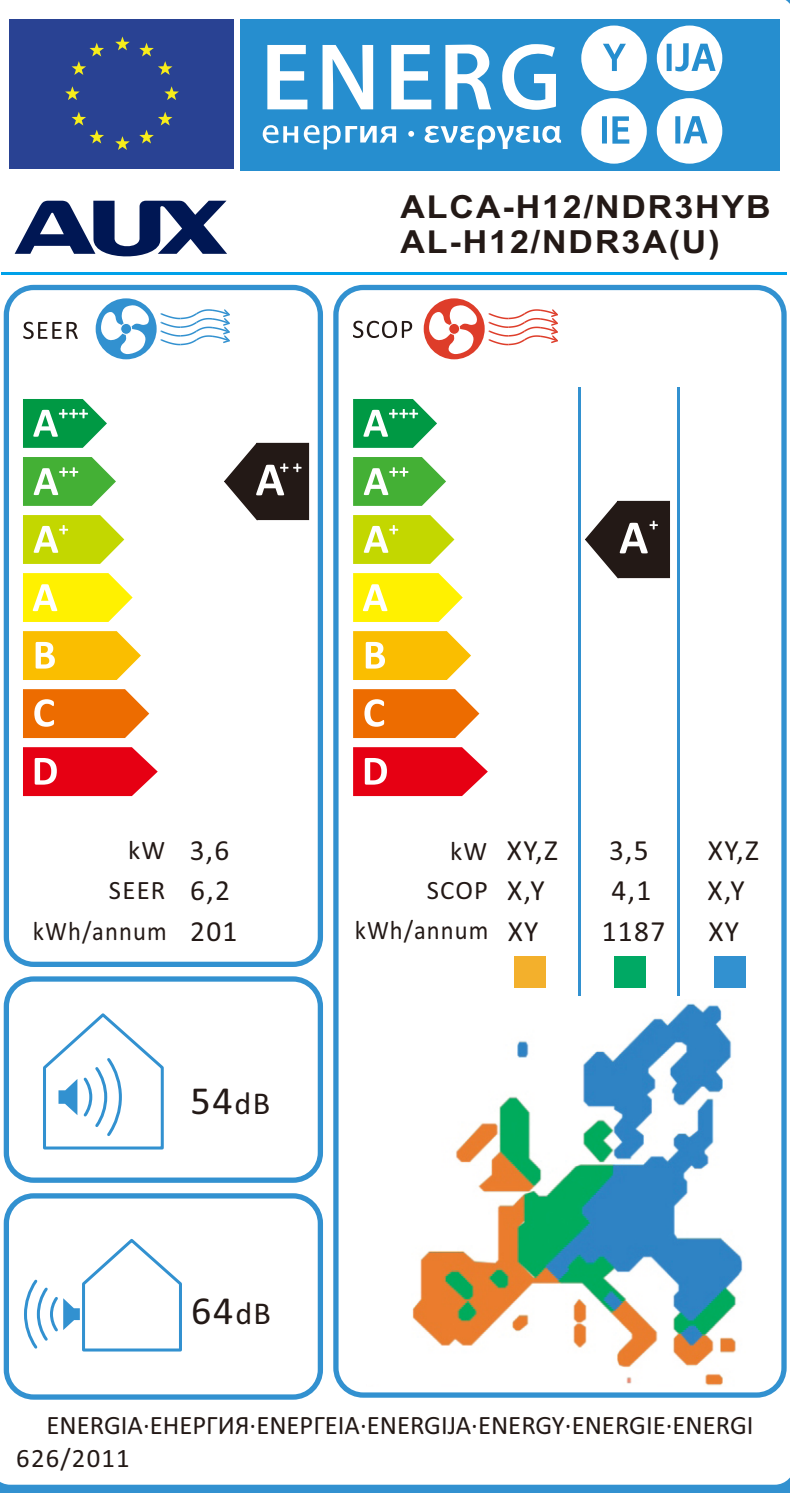 ENERG
енергия · ενεργεια
Y IJA
IE IA
AUX
ALCA-H12/NDR3HYB
AL-H12/NDR3A(U)
SEER
A+++
A++
A+
A
B
C
D
A++
kW 3,6
SEER 6,2
kWh/annum 201
SCOP
A+++
A++
A+
A
B
C
D
A+
kW XY,Z 3,5 XY,Z
SCOP X,Y 4,1 X,Y
kWh/annum XY 1187 XY
54dB
64dB
ENERGIA·ЕНЕРГИЯ·ΕΝΕΡΓΕΙΑ·ENERGIJA·ENERGY·ENERGIE·ENERGI
626/2011